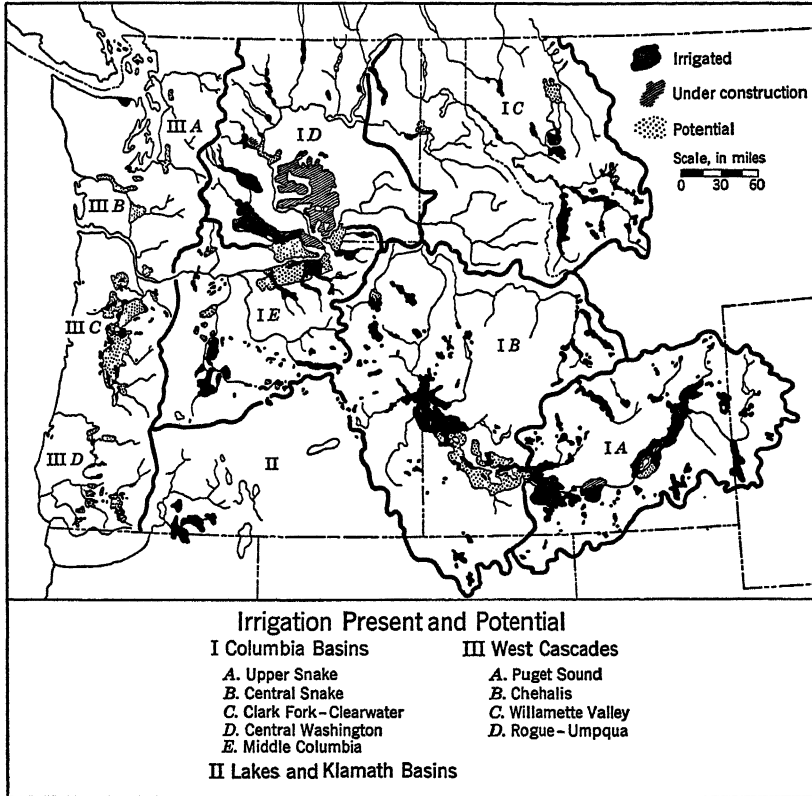 Irrigated
Under construction
Potential
Scale, in miles
0 30 60
I C
III A
I D
III B
I E
III C
I B
I A
III D
II
Irrigation Present and Potential
I Columbia Basins
A. Upper Snake
B. Central Snake
C. Clark Fork–Clearwater
D. Central Washington
E. Middle Columbia
II Lakes and Klamath Basins
III West Cascades
A. Puget Sound
B. Chehalis
C. Willamette Valley
D. Rogue–Umpqua